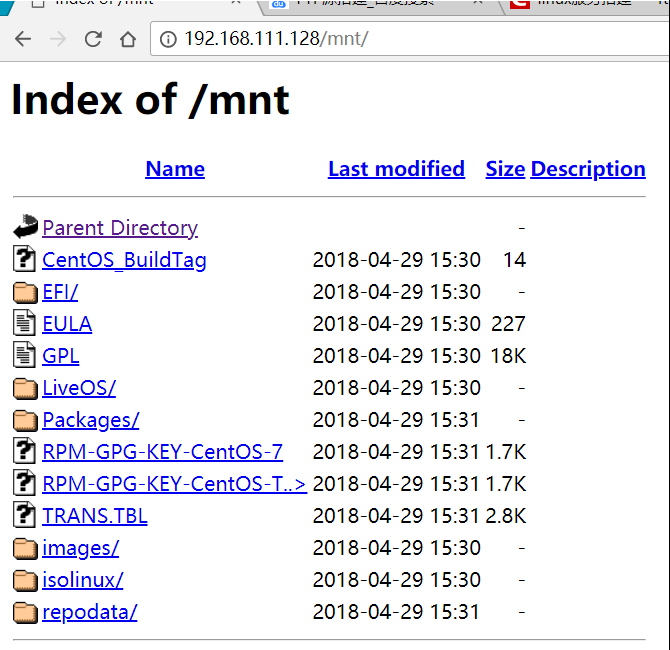 Index of /mnt
192.168.111.128/mnt/
Index of /mnt
Name Last modified Size Description
Parent Directory -
CentOS_BuildTag 2018-04-29 15:30 14
EFI/ 2018-04-29 15:30 -
EULA 2018-04-29 15:30 227
GPL 2018-04-29 15:30 18K
LiveOS/ 2018-04-29 15:30 -
Packages/ 2018-04-29 15:31 -
RPM-GPG-KEY-CentOS-7 2018-04-29 15:31 1.7K
RPM-GPG-KEY-CentOS-T..> 2018-04-29 15:31 1.7K
TRANS.TBL 2018-04-29 15:31 2.8K
images/ 2018-04-29 15:30 -
isolinux/ 2018-04-29 15:30 -
repodata/ 2018-04-29 15:31 -